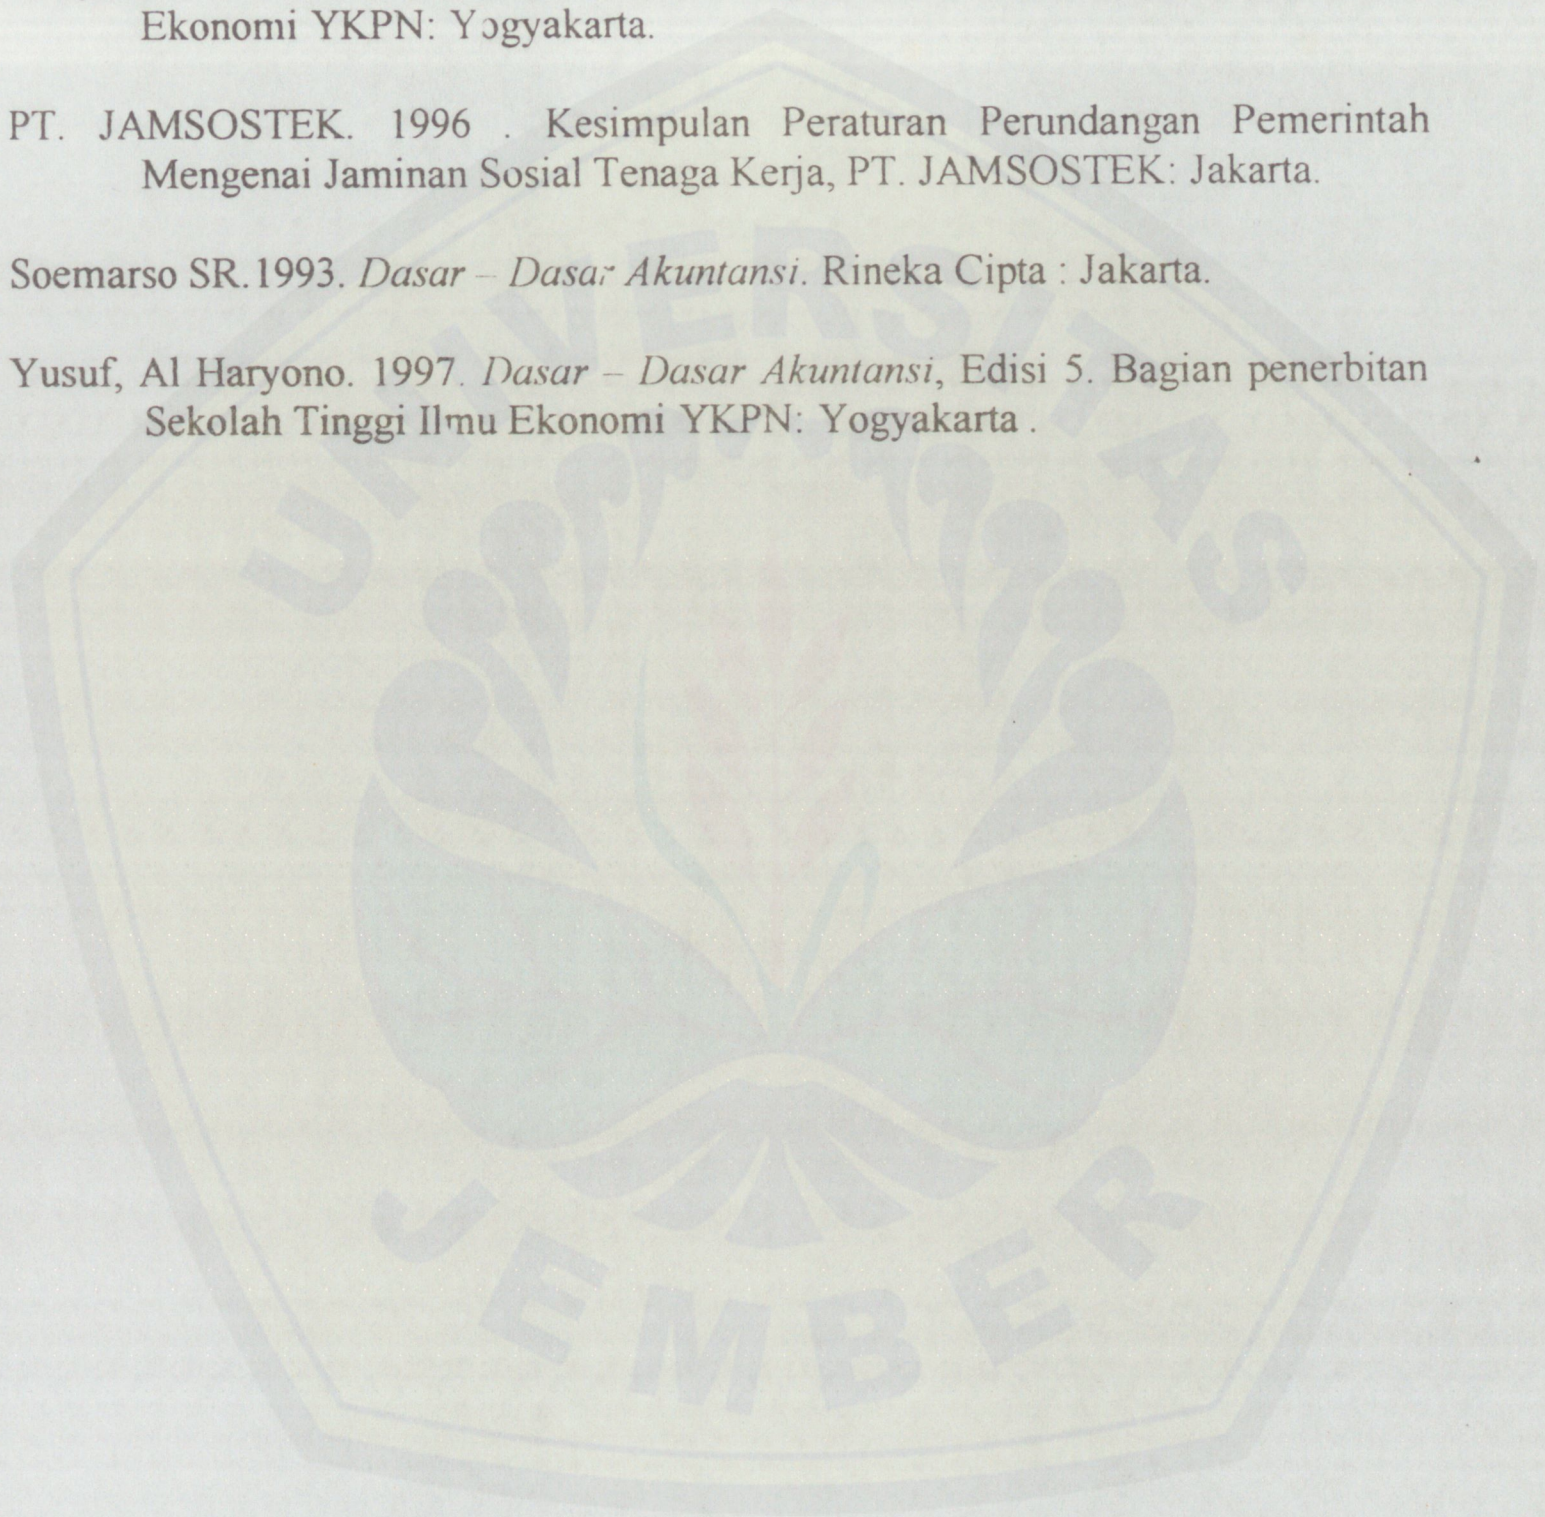 Ekonomi YKPN: Yogyakarta.
PT. JAMSOSTEK. 1996 . Kesimpulan Peraturan Perundangan Pemerintah
Mengenai Jaminan Sosial Tenaga Kerja, PT. JAMSOSTEK: Jakarta.
Soemarso SR. 1993. Dasar – Dasar Akuntansi. Rineka Cipta : Jakarta.
Yusuf, Al Haryono. 1997. Dasar – Dasar Akuntansi, Edisi 5. Bagian penerbitan
Sekolah Tinggi Ilmu Ekonomi YKPN: Yogyakarta .
UNIVERSITAS
JEMBER